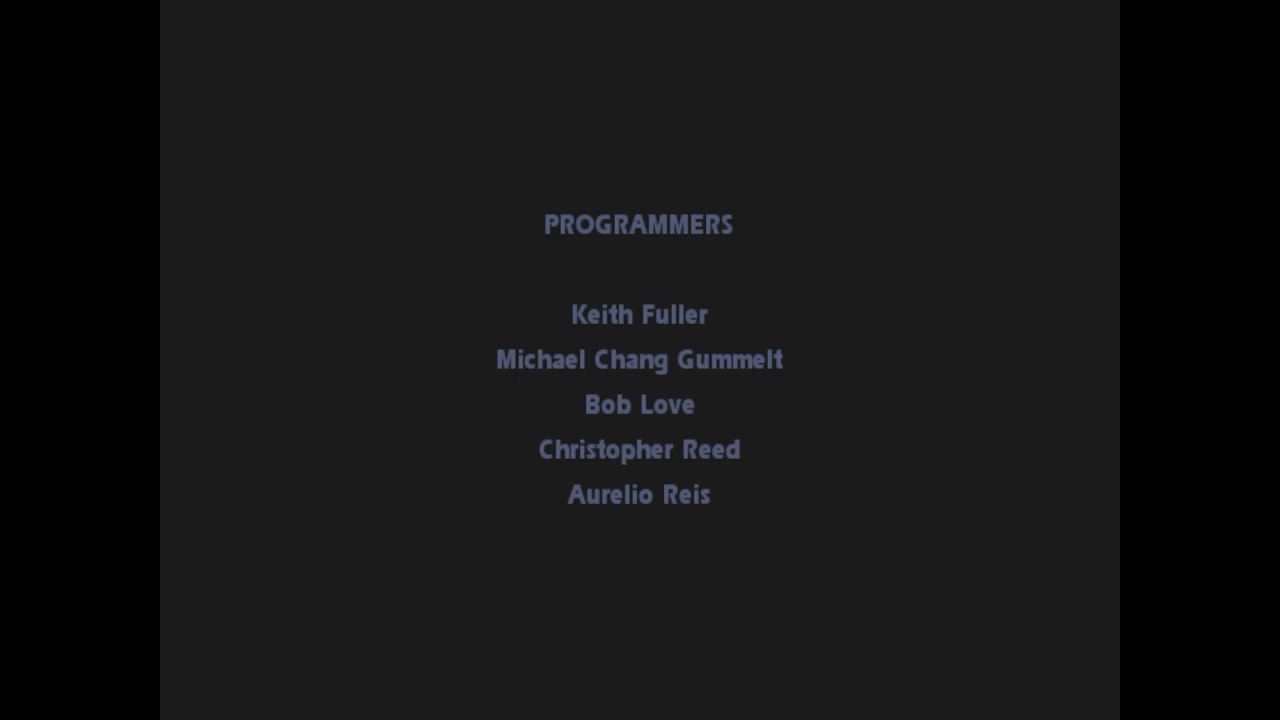 PROGRAMMERS
Keith Fuller
Michael Chang Gummelt
Bob Love
Christopher Reed
Aurelio Reis